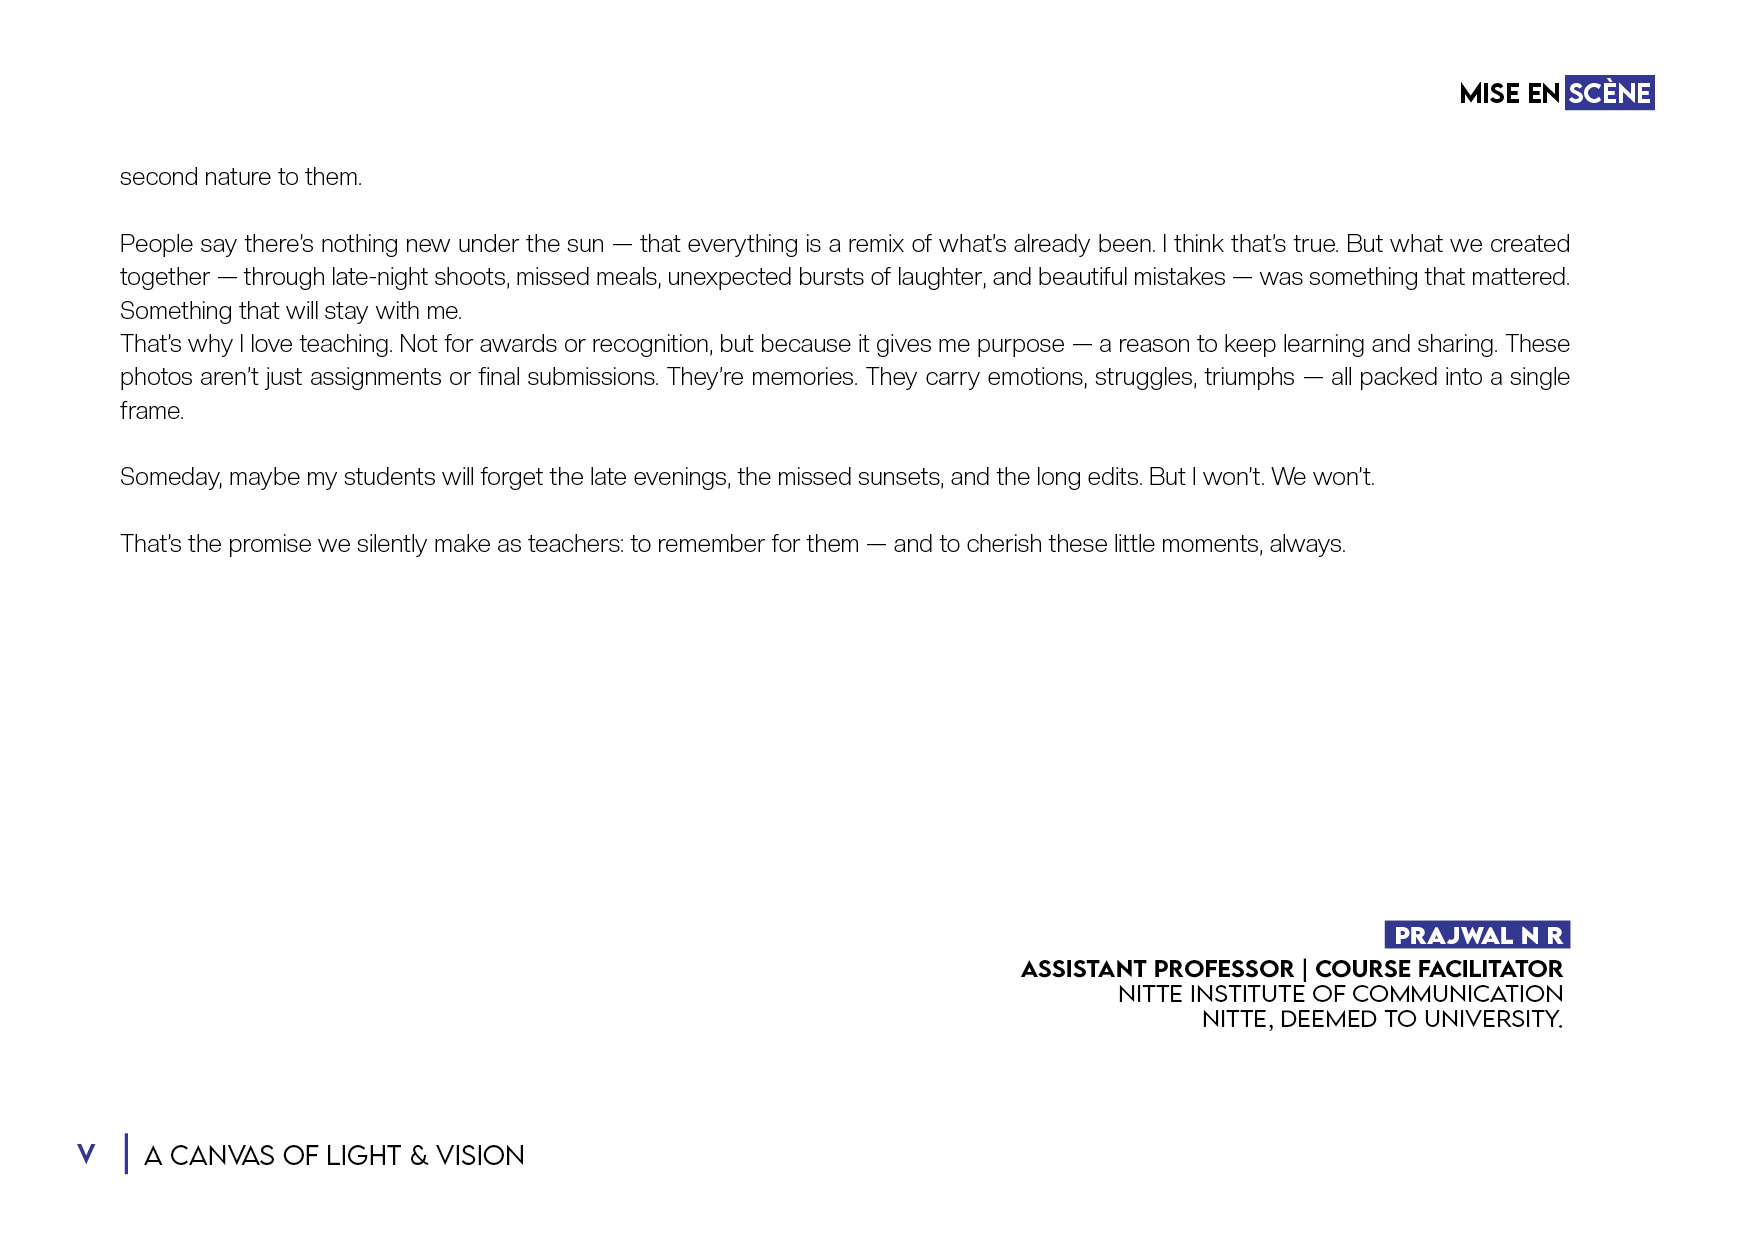 MISE EN SCÈNE
second nature to them.
People say there’s nothing new under the sun — that everything is a remix of what’s already been. I think that’s true. But what we created
together — through late-night shoots, missed meals, unexpected bursts of laughter, and beautiful mistakes — was something that mattered.
Something that will stay with me.
That’s why I love teaching. Not for awards or recognition, but because it gives me purpose — a reason to keep learning and sharing. These
photos aren’t just assignments or final submissions. They’re memories. They carry emotions, struggles, triumphs — all packed into a single
frame.
Someday, maybe my students will forget the late evenings, the missed sunsets, and the long edits. But I won’t. We won’t.
That’s the promise we silently make as teachers: to remember for them — and to cherish these little moments, always.
PRAJWAL N R
ASSISTANT PROFESSOR | COURSE FACILITATOR
NITTE INSTITUTE OF COMMUNICATION
NITTE, DEEMED TO UNIVERSITY.
V | A CANVAS OF LIGHT & VISION